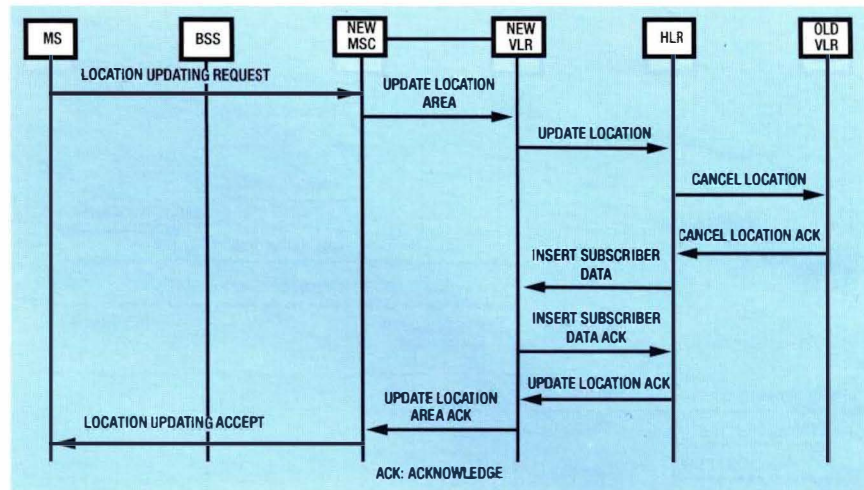 MS
BSS
NEW
MSC
NEW
VLR
HLR
OLD
VLR
LOCATION UPDATING REQUEST
UPDATE LOCATION
AREA
UPDATE LOCATION
CANCEL LOCATION
CANCEL LOCATION ACK
INSERT SUBSCRIBER
DATA
INSERT SUBSCRIBER
DATA ACK
UPDATE LOCATION ACK
UPDATE LOCATION
AREA ACK
LOCATION UPDATING ACCEPT
ACK: ACKNOWLEDGE